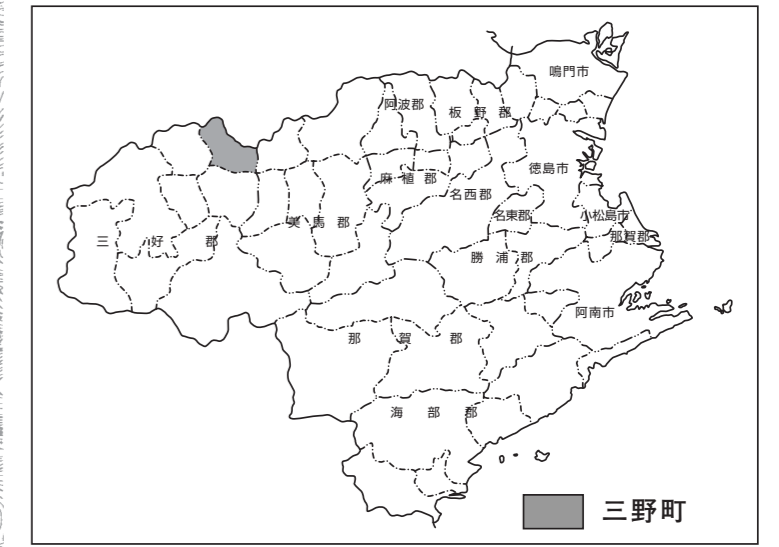 鳴門市
阿波郡
板野郡
徳島市
麻植郡
名西郡
名東郡
小松島市
美馬郡
那賀郡
三好郡
勝浦郡
阿南市
那賀郡
海部郡
三野町